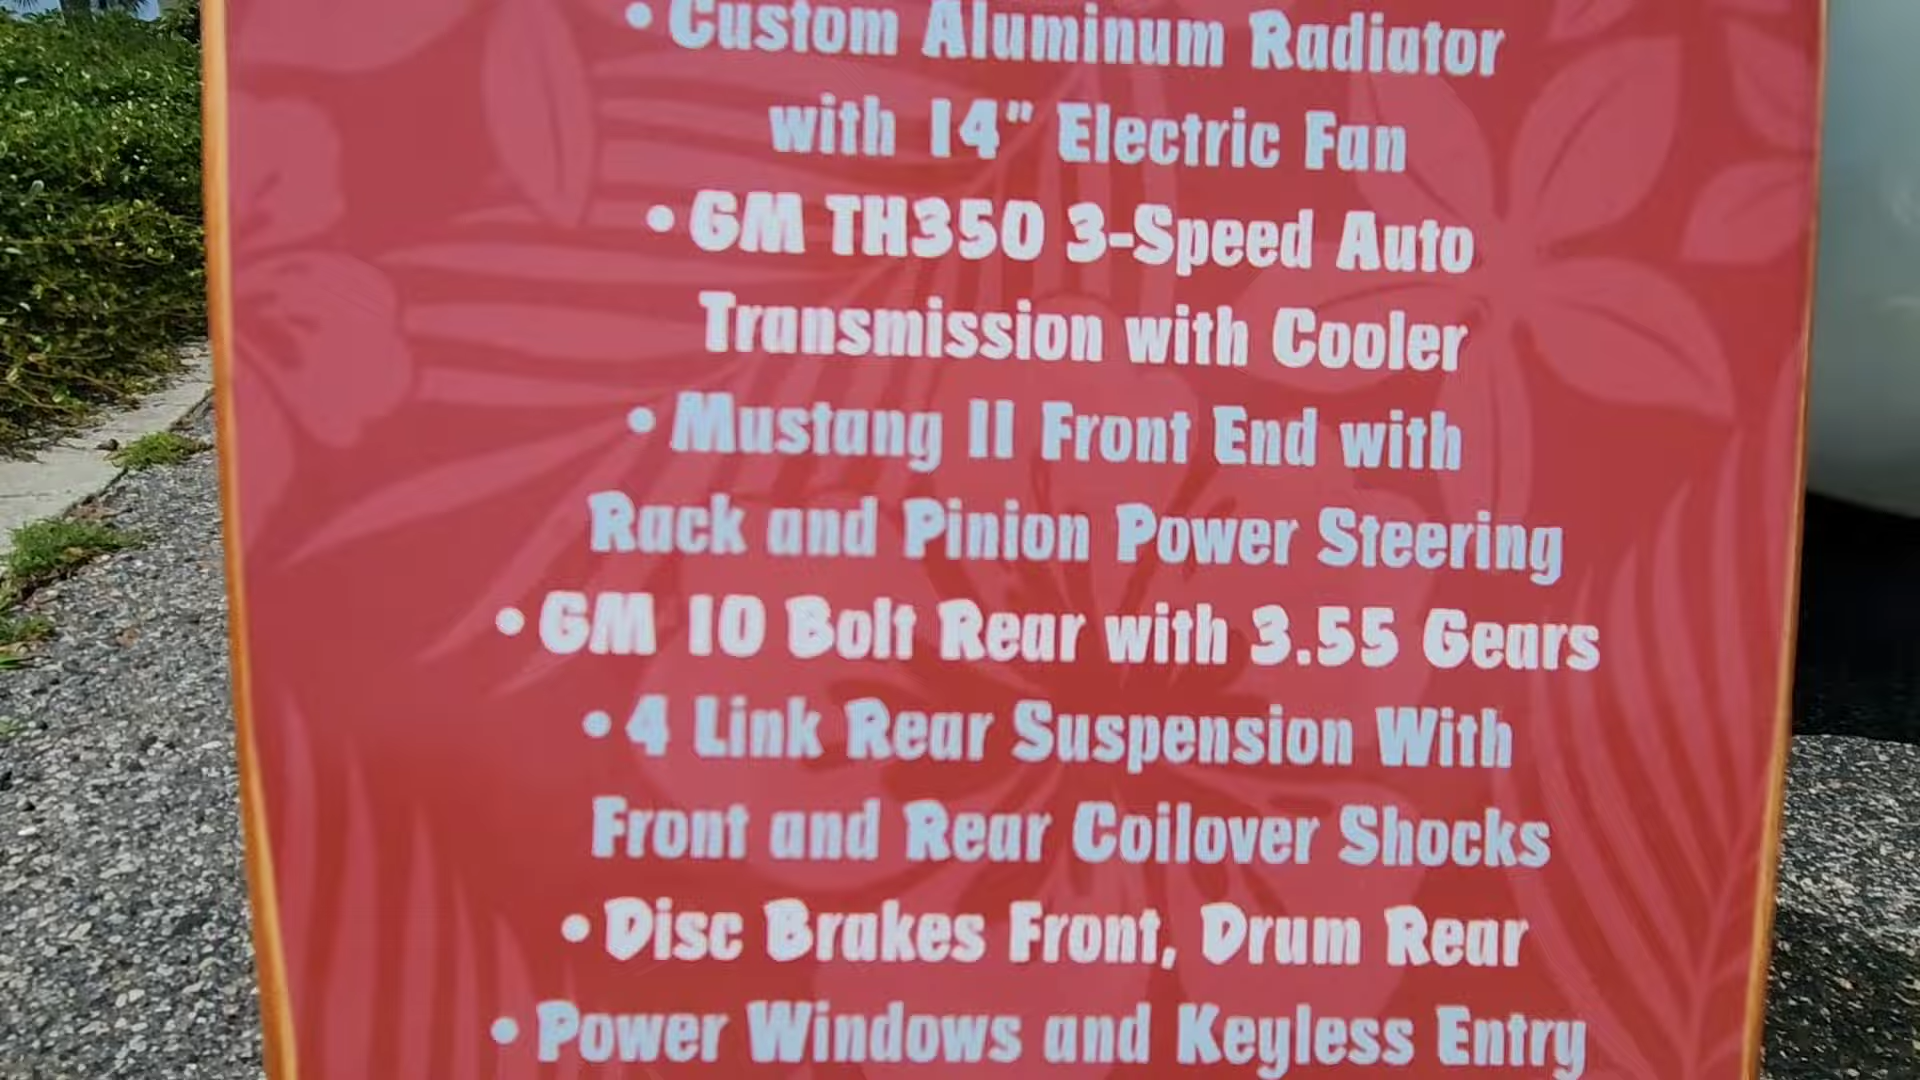 • Custom Aluminum Radiator
with 14" Electric Fan
• GM TH350 3-Speed Auto
Transmission with Cooler
• Mustang II Front End with
Rack and Pinion Power Steering
• GM 10 Bolt Rear with 3.55 Gears
• 4 Link Rear Suspension With
Front and Rear Coilover Shocks
• Disc Brakes Front, Drum Rear
• Power Windows and Keyless Entry